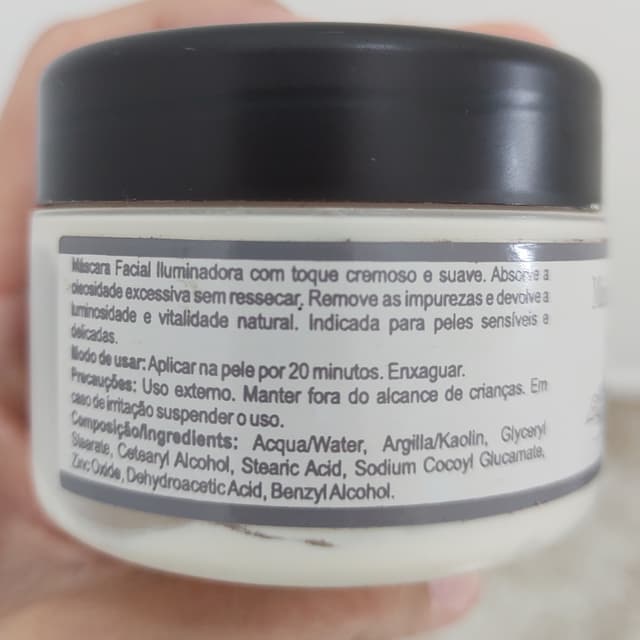 Máscara Facial Iluminadora com toque cremoso e suave. Absorve a
oleosidade excessiva sem ressecar. Remove as impurezas e devolve a
luminosidade e vitalidade natural. Indicada para peles sensíveis e
delicadas.
Modo de usar: Aplicar na pele por 20 minutos. Enxaguar.
Precauções: Uso externo. Manter fora do alcance de crianças. Em
caso de irritação suspender o uso.
Composição/Ingredients: Acqua/Water, Argilla/Kaolin, Glyceryl
Stearate, Cetearyl Alcohol, Stearic Acid, Sodium Cocoyl Glucamate,
Zinc Oxide, Dehydroacetic Acid, Benzyl Alcohol.